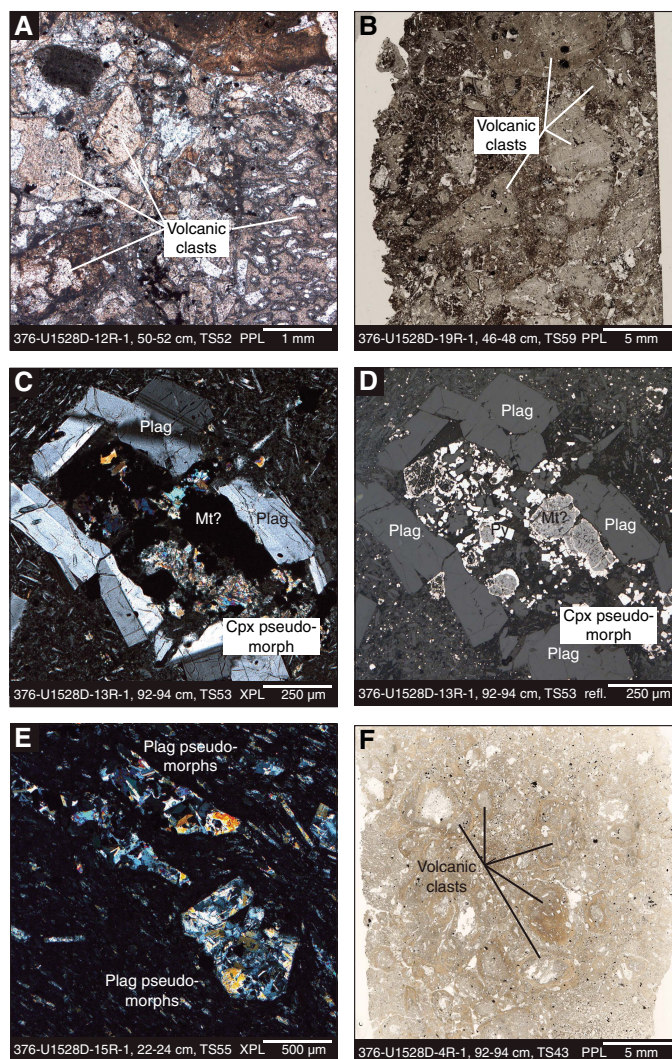 A
Volcanic
clasts
376-U1528D-12R-1, 50-52 cm, TS52 PPL
1 mm
B
Volcanic
clasts
376-U1528D-19R-1, 46-48 cm, TS59 PPL
5 mm
C
Plag
Mt?
Plag
Cpx pseudo-
morph
376-U1528D-13R-1, 92-94 cm, TS53 XPL
250 µm
D
Plag
Plag
Py
Mt?
Plag
Cpx pseudo-
morph
Plag
376-U1528D-13R-1, 92-94 cm, TS53 refl.
250 µm
E
Plag pseudo-
morphs
Plag pseudo-
morphs
376-U1528D-15R-1, 22-24 cm, TS55 XPL
500 µm
F
Volcanic
clasts
376-U1528D-4R-1, 92-94 cm, TS43 PPL
5 mm